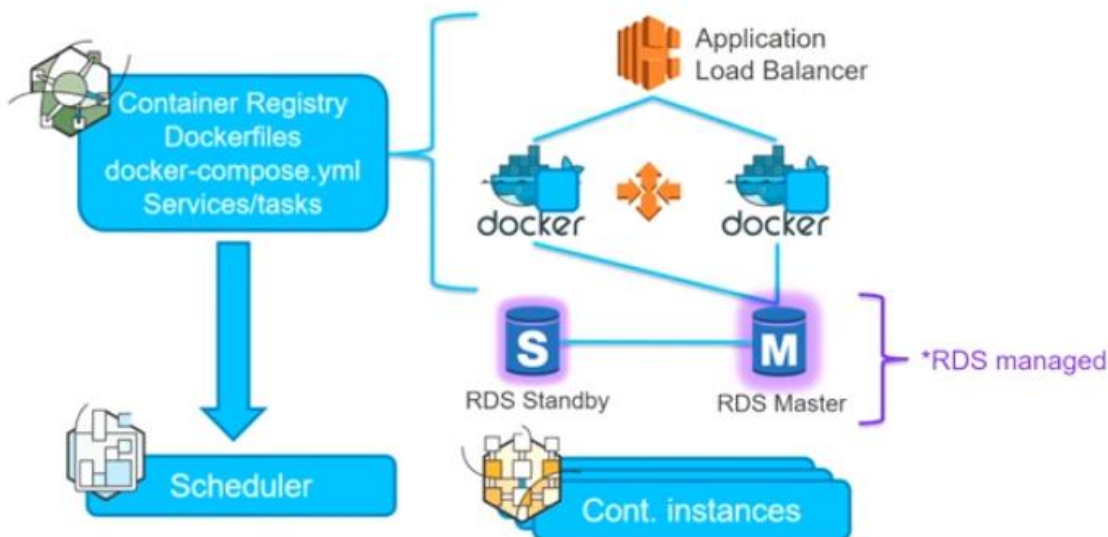 Application
Load Balancer
Container Registry
Dockerfiles
docker-compose.yml
Services/tasks
docker
docker
S
M
*RDS managed
RDS Standby
RDS Master
Scheduler
Cont. instances